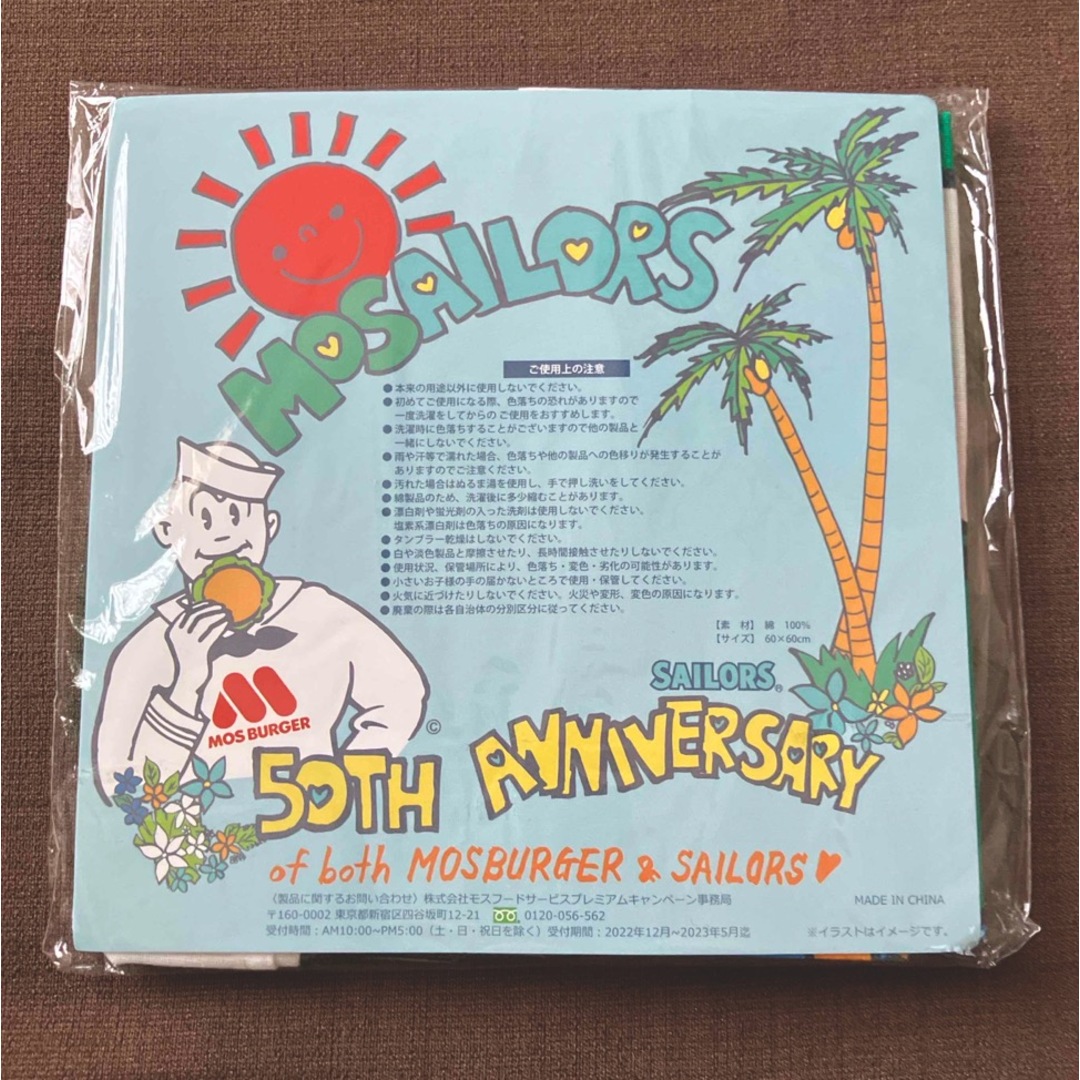 MOSAILORS
ご使用上の注意
●本来の用途以外に使用しないでください。
●初めてご使用になる際、色落ちの恐れがありますので
一度洗濯をしてからの ご使用をおすすめします。
●洗濯時に色落ちすることがございますので他の製品と
一緒にしないでください。
●雨や汗等で濡れた場合、色落ちや他の製品への色移りが発生することが
ありますのでご注意ください。
●汚れた場合はぬるま湯を使用し、手で押し洗いをしてください。
●綿製品のため、洗濯後に多少縮むことがあります。
●漂白剤や蛍光剤の入った洗剤は使用しないでください。
塩素系漂白剤は色落ちの原因になります。
●タンブラー乾燥はしないでください。
●白や淡色製品と摩擦させたり、長時間接触させたりしないでください。
●使用状況、保管場所により、色落ち・変色・劣化の可能性があります。
●小さいお子様の手の届かないところで使用・保管してください。
●火気に近づけたりしないでください。火災や変形、変色の原因になります。
●廃棄の際は各自治体の分別区分に従ってください。
【素 材】 綿 100%
【サイズ】 60×60cm
SAILORS®
MOS BURGER
©
50TH ANNIVERSARY
of both MOSBURGER & SAILORS♥
〈製品に関するお問い合わせ〉株式会社モスフードサービスプレミアムキャンペーン事務局
〒160-0002 東京都新宿区四谷坂町12-21 0120-056-562
受付時間：AM10:00~PM5:00（土・日・祝日を除く）受付期間：2022年12月~2023年5月迄
MADE IN CHINA
※イラストはイメージです。